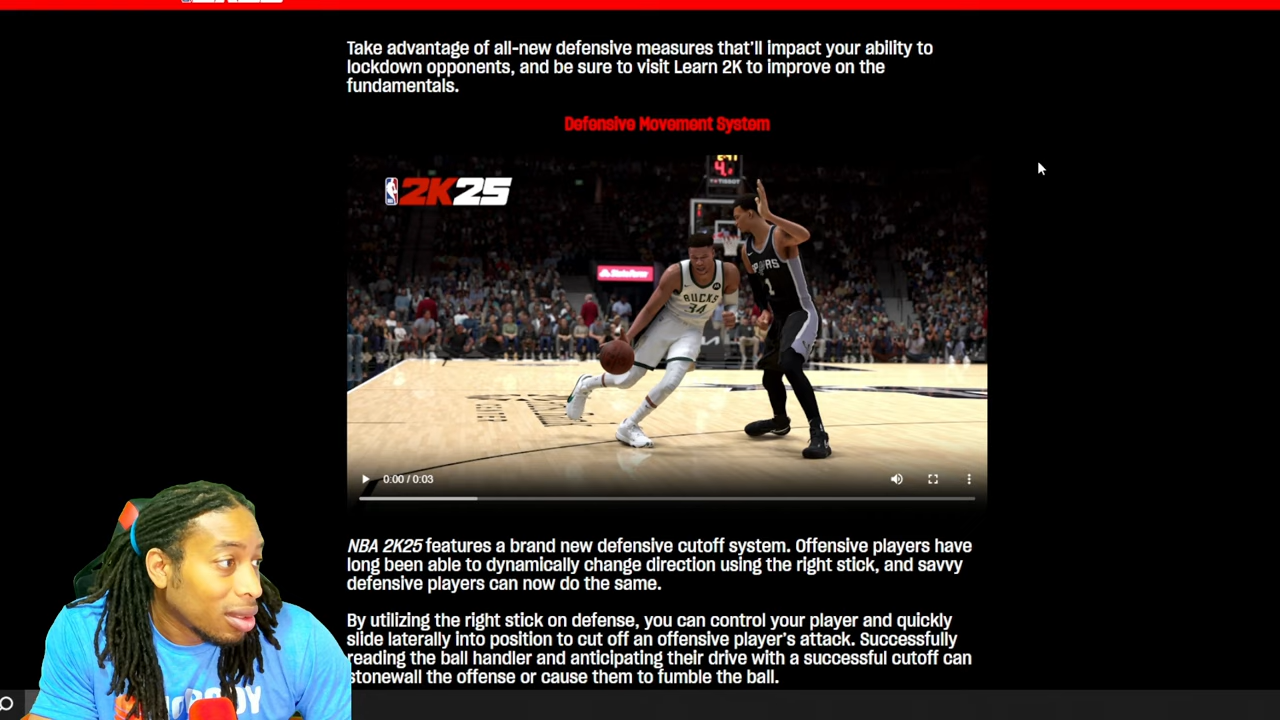 Take advantage of all-new defensive measures that'll impact your ability to
lockdown opponents, and be sure to visit Learn 2K to improve on the
fundamentals.
Defensive Movement System
2K25
4.
TISSOT
StateFarm
BUCKS
34
1
0:00 / 0:03
NBA 2K25 features a brand new defensive cutoff system. Offensive players have
long been able to dynamically change direction using the right stick, and savvy
defensive players can now do the same.
By utilizing the right stick on defense, you can control your player and quickly
slide laterally into position to cut off an offensive player's attack. Successfully
reading the ball handler and anticipating their drive with a successful cutoff can
stonewall the offense or cause them to fumble the ball.